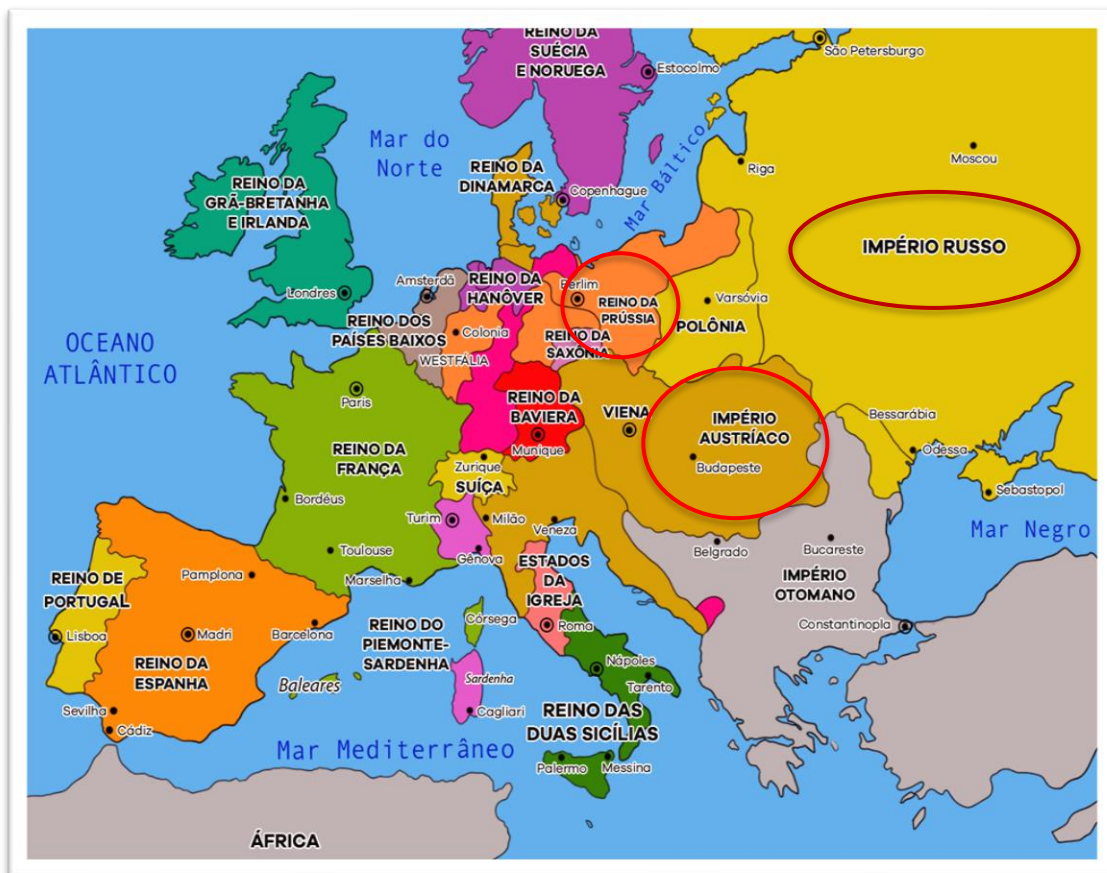 REINO DA
SUÉCIA
E NORUEGA
Estocolmo
São Petersburgo
Mar do
Norte
Mar Báltico
Riga
Moscou
REINO DA
DINAMARCA
Copenhague
REINO DA
GRÃ-BRETANHA
E IRLANDA
Londres
IMPÉRIO RUSSO
Amsterdã
REINO DA
HANÔVER
Berlim
REINO DA
PRÚSSIA
Varsóvia
POLÔNIA
REINO DOS
PAÍSES BAIXOS
Colonia
WESTFÁLIA
REINO DA
SAXONIA
OCEANO
ATLÂNTICO
Paris
REINO DA
BAVIERA
Munique
VIENA
IMPÉRIO
AUSTRÍACO
Budapeste
Bessarábia
Odessa
Sebastopol
Mar Negro
REINO DA
FRANÇA
Zurique
SUÍÇA
Bordéus
Turim
Milão
Veneza
Gênova
Toulouse
Marselha
Belgrado
Bucareste
IMPÉRIO
OTOMANO
Constantinopla
ESTADOS
DA
IGREJA
Roma
REINO DE
PORTUGAL
Lisboa
Pamplona
Madri
Barcelona
REINO DA
ESPANHA
Sevilha
Cádiz
Baleares
REINO DO
PIEMONTE-
SARDENHA
Córsega
Sardenha
Cagliari
Nápoles
Tarento
REINO DAS
DUAS SICÍLIAS
Palermo
Messina
Mar Mediterrâneo
ÁFRICA